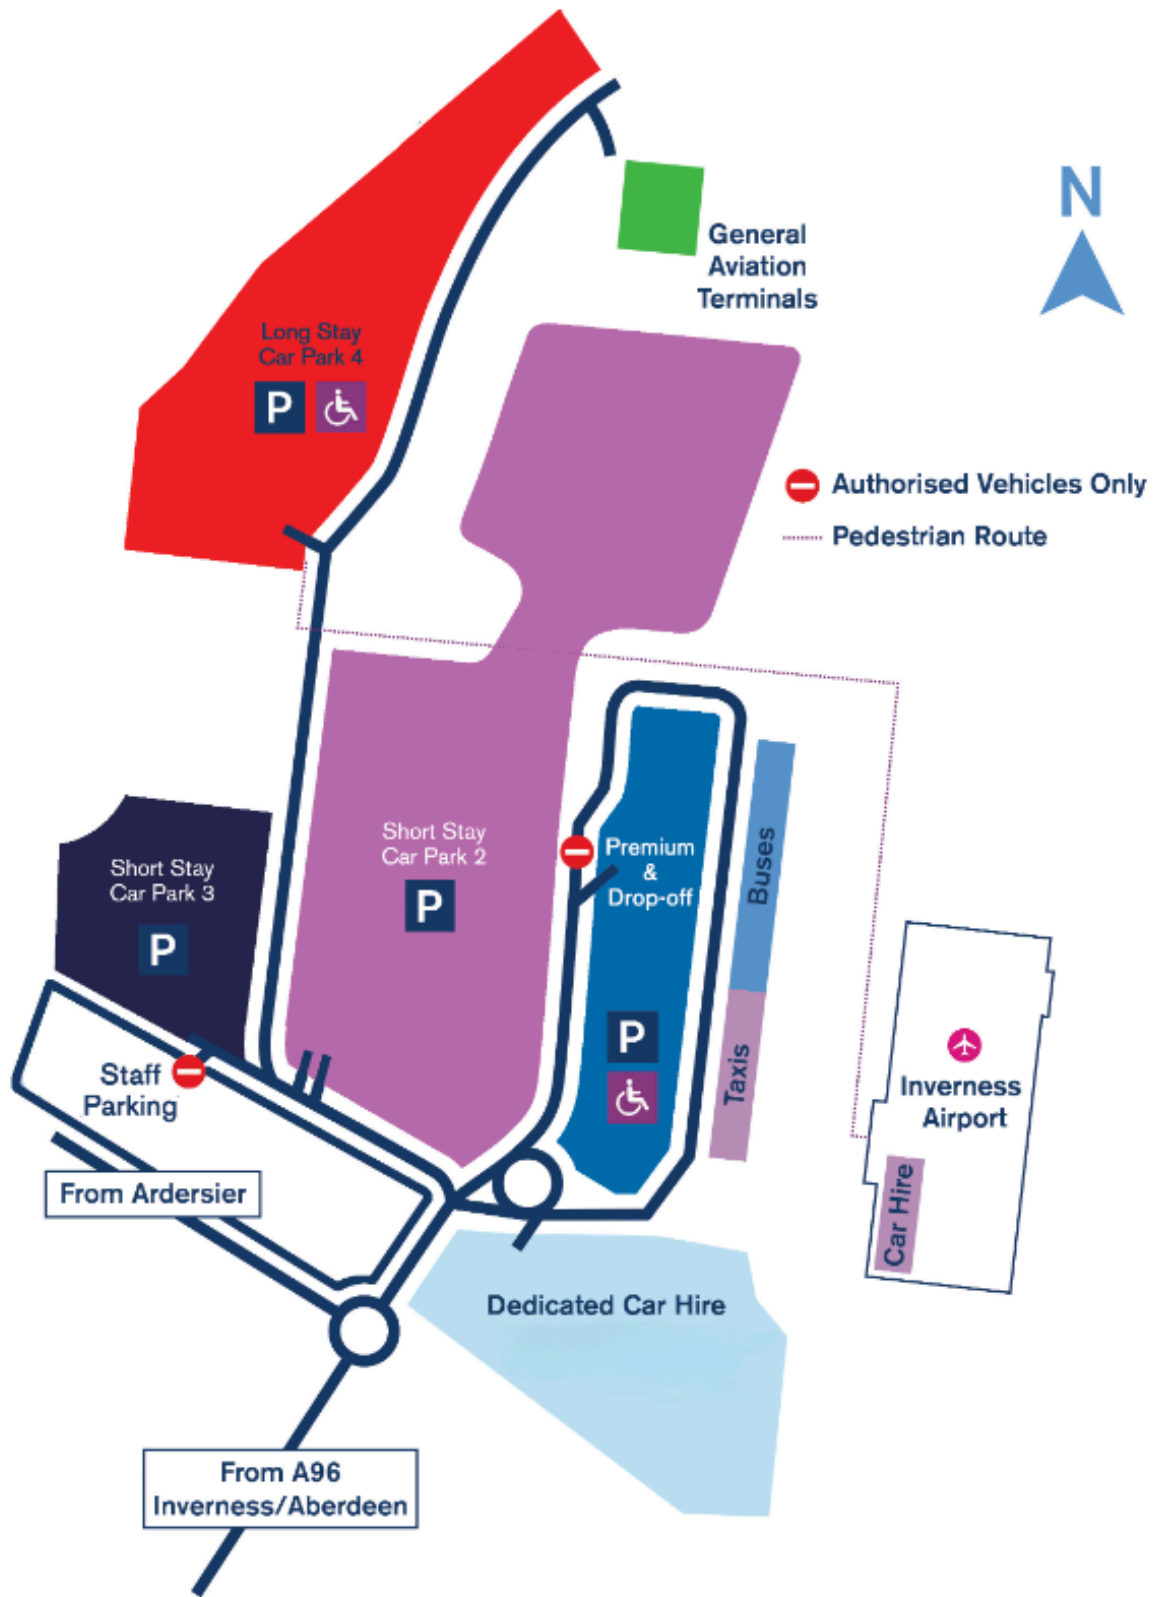 N
General
Aviation
Terminals
Long Stay
Car Park 4
P
Authorised Vehicles Only
Pedestrian Route
Short Stay
Car Park 2
P
Premium
&
Drop-off
P
Buses
Taxis
Short Stay
Car Park 3
P
Staff
Parking
Inverness
Airport
Car Hire
From Ardersier
Dedicated Car Hire
From A96
Inverness/Aberdeen